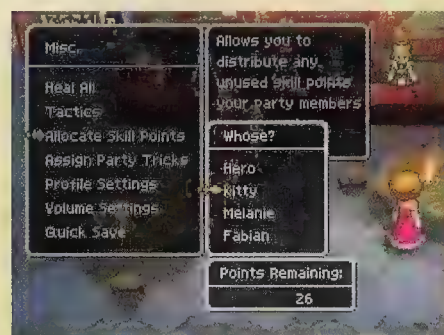 Misc.
Heal All
Tactics
Allocate Skill Points
Assign Party Tricks
Profile Settings
Volume Settings
Quick Save
Allows you to
distribute any
unused skill points
your party members
Whose?
Hero
Kitty
Melanie
Fabian
Points Remaining:
26